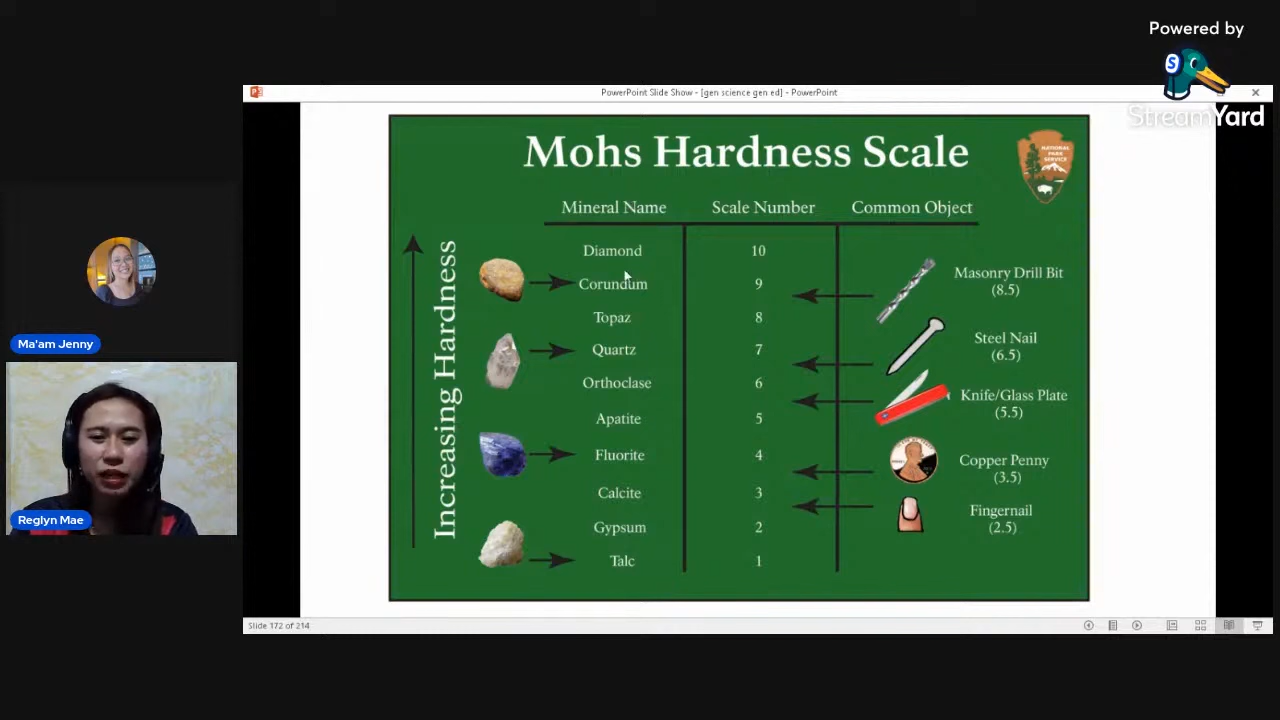 Powered by
StreamYard
PowerPoint Slide Show - [gen science gen ed] - PowerPoint
Mohs Hardness Scale
NATIONAL
PARK
SERVICE
Mineral Name Scale Number Common Object
Increasing Hardness
Diamond 10
Masonry Drill Bit
(8.5)
Corundum 9
Topaz 8
Steel Nail
(6.5)
Quartz 7
Orthoclase 6
Knife/Glass Plate
(5.5)
Apatite 5
Fluorite 4
Copper Penny
(3.5)
Calcite 3
Fingernail
(2.5)
Gypsum 2
Talc 1
Ma'am Jenny
Reglyn Mae
Slide 172 of 214